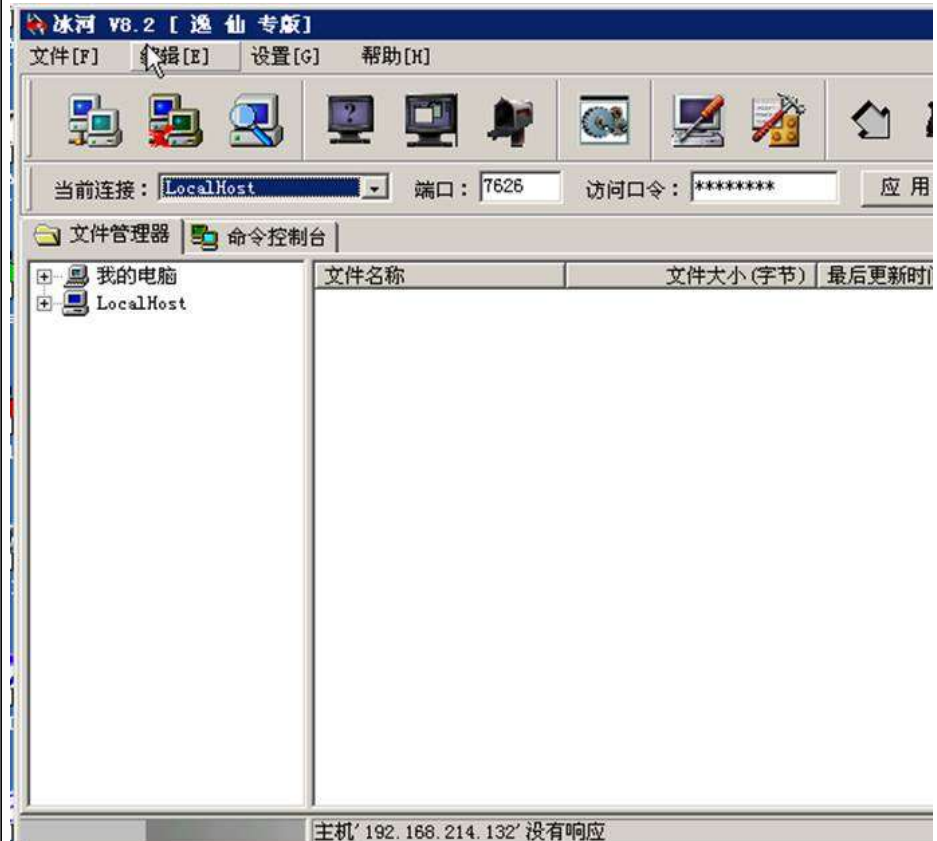 冰河 V8.2 [ 逸 仙 专版]
文件[F] 编辑[E] 设置[G] 帮助[H]
当前连接： LocalHost 端口： 7626 访问口令： ******** 应 用
文件管理器 命令控制台
我的电脑 文件名称 文件大小(字节) 最后更新时间
LocalHost
主机'192.168.214.132'没有响应